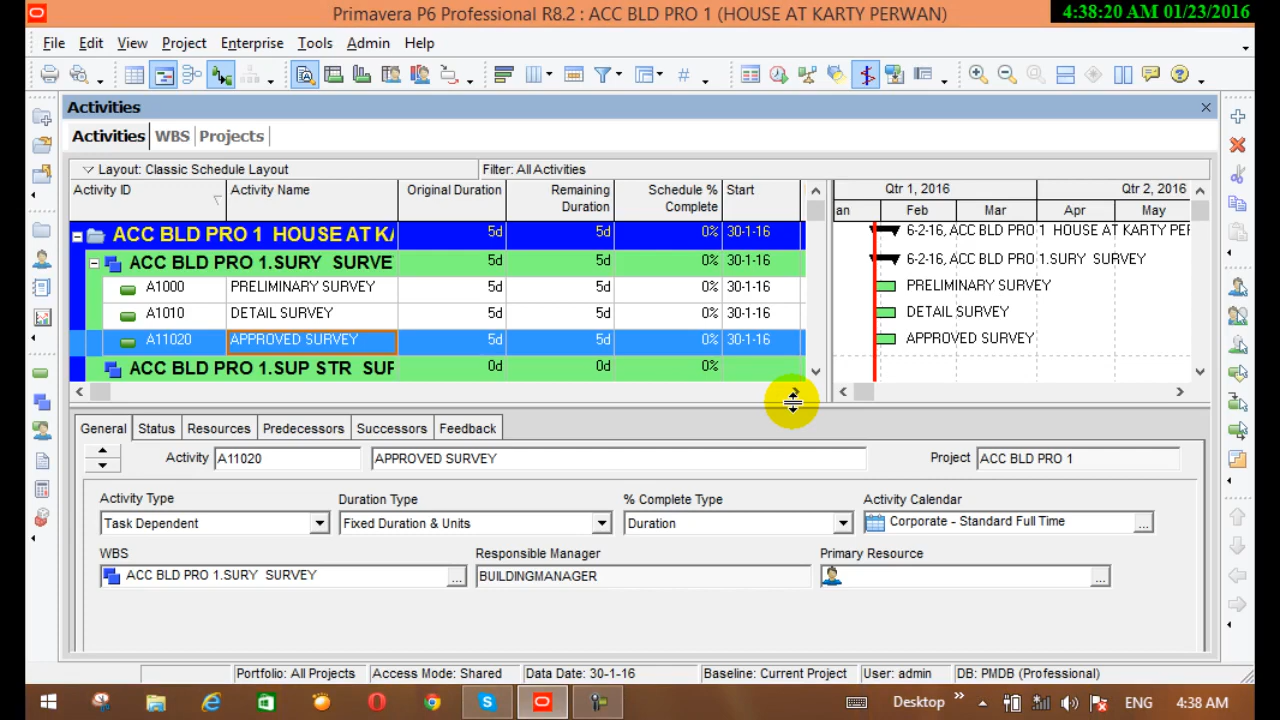 Primavera P6 Professional R8.2 : ACC BLD PRO 1 (HOUSE AT KARTY PERWAN)
4:38:20 AM 01/23/2016
File Edit View Project Enterprise Tools Admin Help
Activities
Activities WBS Projects
Layout: Classic Schedule Layout Filter: All Activities
Activity ID Activity Name Original Duration Remaining Duration Schedule % Complete Start
Qtr 1, 2016 Qtr 2, 2016
an Feb Mar Apr May
ACC BLD PRO 1 HOUSE AT KA 5d 5d 0% 30-1-16 6-2-16, ACC BLD PRO 1 HOUSE AT KARTY PER
ACC BLD PRO 1.SURY SURVE 5d 5d 0% 30-1-16 6-2-16, ACC BLD PRO 1.SURY SURVEY
A1000 PRELIMINARY SURVEY 5d 5d 0% 30-1-16 PRELIMINARY SURVEY
A1010 DETAIL SURVEY 5d 5d 0% 30-1-16 DETAIL SURVEY
A11020 APPROVED SURVEY 5d 5d 0% 30-1-16 APPROVED SURVEY
ACC BLD PRO 1.SUP STR SUF 0d 0d 0%
General Status Resources Predecessors Successors Feedback
Activity A11020 APPROVED SURVEY Project ACC BLD PRO 1
Activity Type Duration Type % Complete Type Activity Calendar
Task Dependent Fixed Duration & Units Duration Corporate - Standard Full Time ...
WBS Responsible Manager Primary Resource
ACC BLD PRO 1.SURY SURVEY ... BUILDINGMANAGER ...
Portfolio: All Projects Access Mode: Shared Data Date: 30-1-16 Baseline: Current Project User: admin DB: PMDB (Professional)
Desktop » ENG 4:38 AM